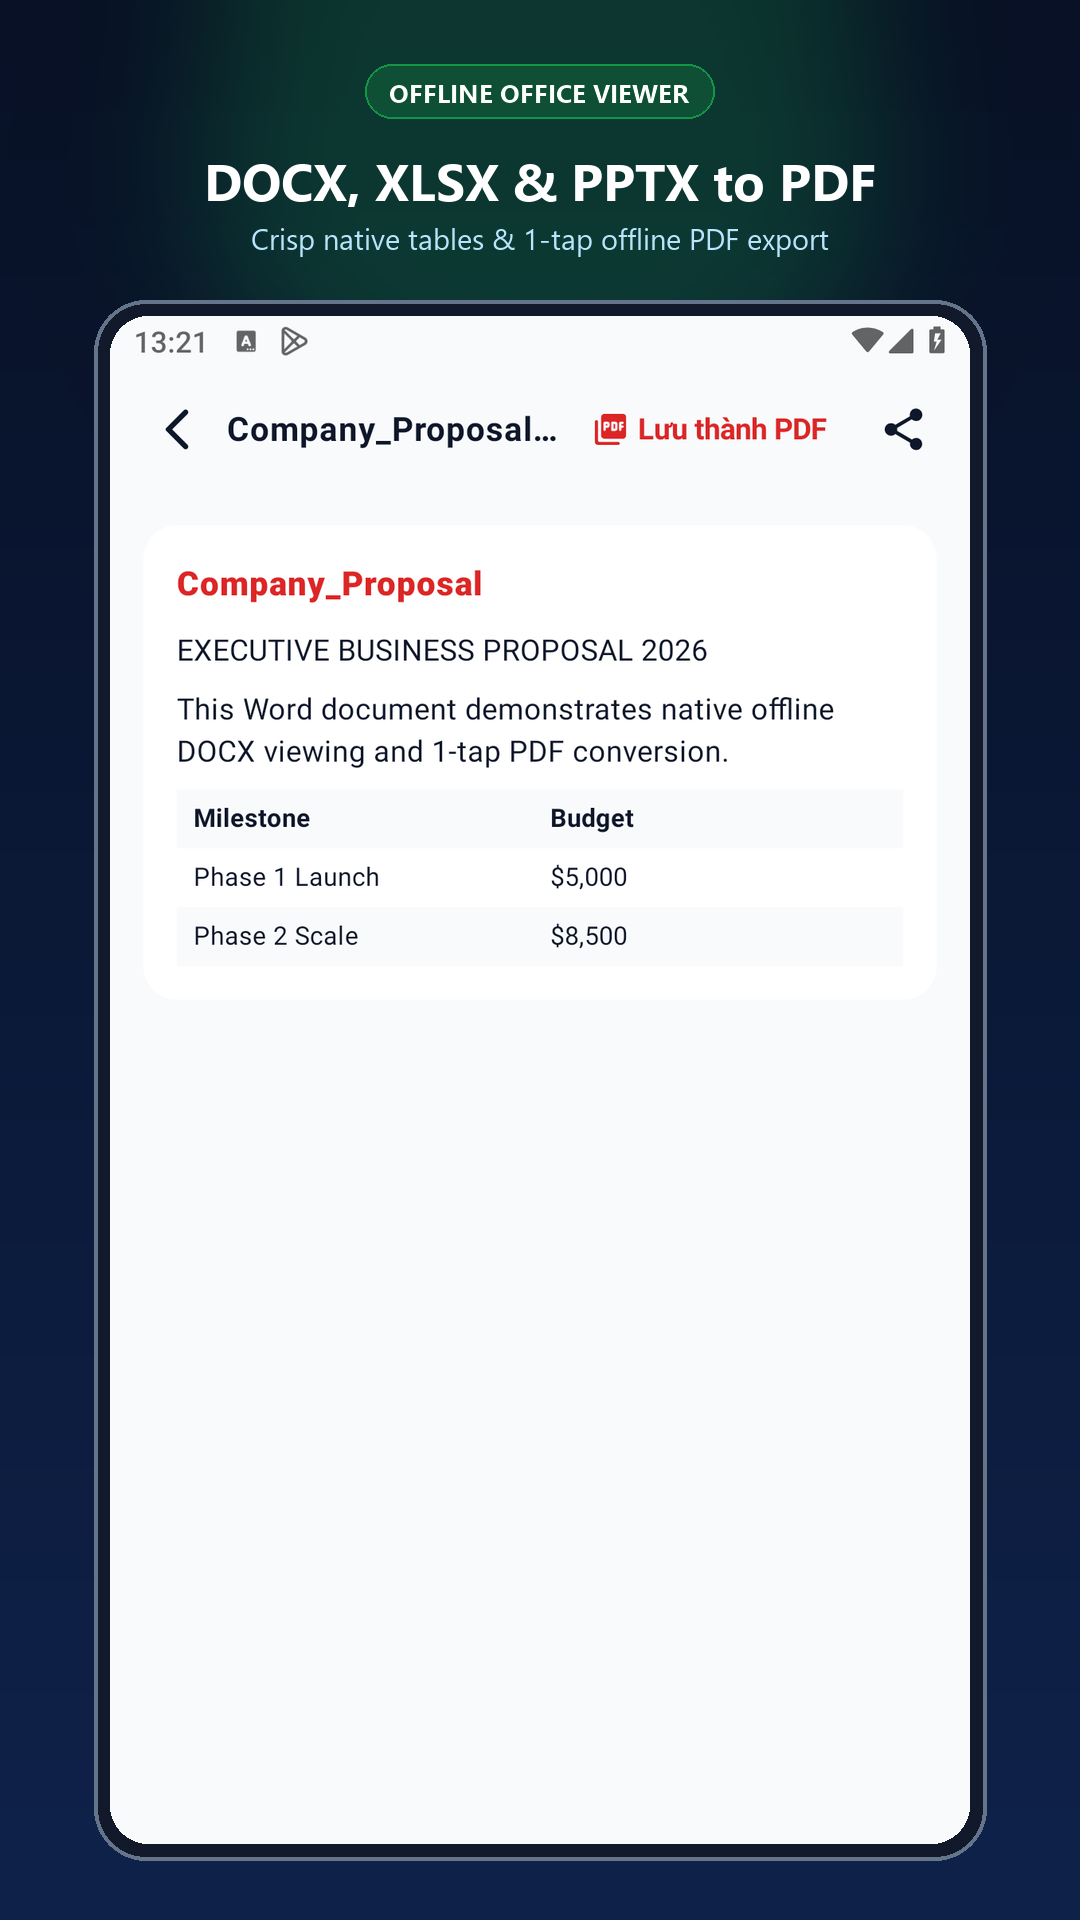 OFFLINE OFFICE VIEWER
DOCX, XLSX & PPTX to PDF
Crisp native tables & 1-tap offline PDF export
13:21
Company_Proposal... PDF Lưu thành PDF
Company_Proposal
EXECUTIVE BUSINESS PROPOSAL 2026
This Word document demonstrates native offline
DOCX viewing and 1-tap PDF conversion.
Milestone Budget
Phase 1 Launch $5,000
Phase 2 Scale $8,500